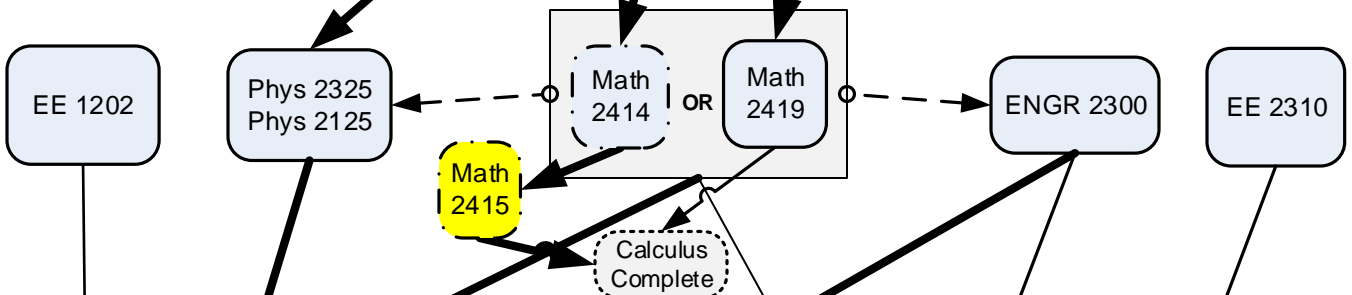 EE 1202
Phys 2325
Phys 2125
Math
2414
OR
Math
2419
ENGR 2300
EE 2310
Math
2415
Calculus
Complete